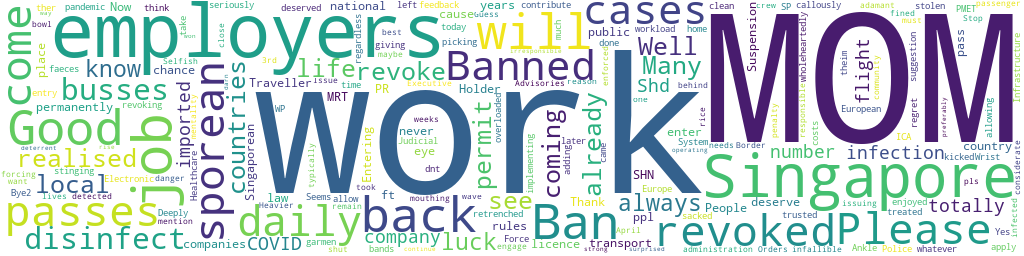 work
MOM
employers
Singapore
Please
revoked
back
Ban
Banned
will
cases
job
daily
passes
Good
sporean
come
busses
know
realised
local
disinfect
life
revoke
Well
Many
Shd
already
always
permit
coming
see
luck
company
countries
COVID
totally
infection
number
flight
imported
Traveller
MRT
PR
Entering
Holder
SHN
transport
rules
licence
ppl
People
deserve
enter
public
national
years
cause
today
giving
picking
never
eye
ft
law
Singaporean
companies
permanently
place
seriously
pandemic
Now
think
deserved
best
maybe
chance
issue
time
WP
Executive
3rd
regardless
left
feedback
contribute
Guess
much
done
home
workload
behind
one
System
needs
Border
overloaded
reason
Advisories
implementing
adding
later
came
enforced
irresponsible
Thank
Europe
April
retrenched
sacked
Force
engage
mouthing
wave
took
bands
continue
strong
surprised
weeks
Judicial
typically
dnt
Seems
allow
remain
Heavier
garmen
shut
mention
Deeply
Healthcare
Electronic
danger
detected
lives
stinging
forcing
want
deterrent
Bye2
revoking
Selfish
faeces
bowl
entry
other
Suspension
clean
crew
SP
callously
adamant
stolen
fined
must
passenger
PMET
Stop
pass
suggestion
theim
community
European
wholeheartedly
responsible
penalty
rice
costs
regret
ICA
enjoyed
treated
trusted
issuing
country
kickedWrist
allowing
preferably
pls
considerate
Infrastructure
infected
apply
Yes
whatever
Police
Ankle
infallible
Orders
administration
operating